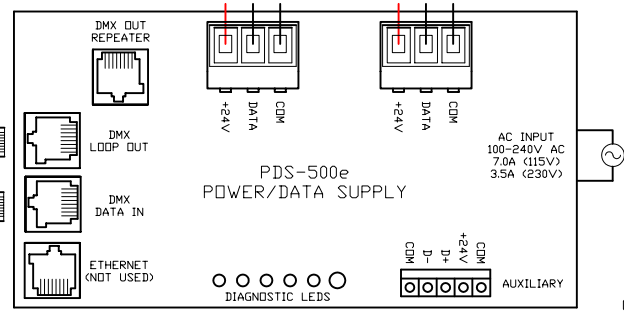 DMX OUT
REPEATER
+24V
DATA
COM
+24V
DATA
COM
DMX
LOOP OUT
AC INPUT
100-240V AC
7.0A (115V)
3.5A (230V)
PDS-500e
POWER/DATA SUPPLY
DMX
DATA IN
ETHERNET
(NOT USED)
COM
D-
D+
+24V
COM
AUXILIARY
DIAGNOSTIC LEDS